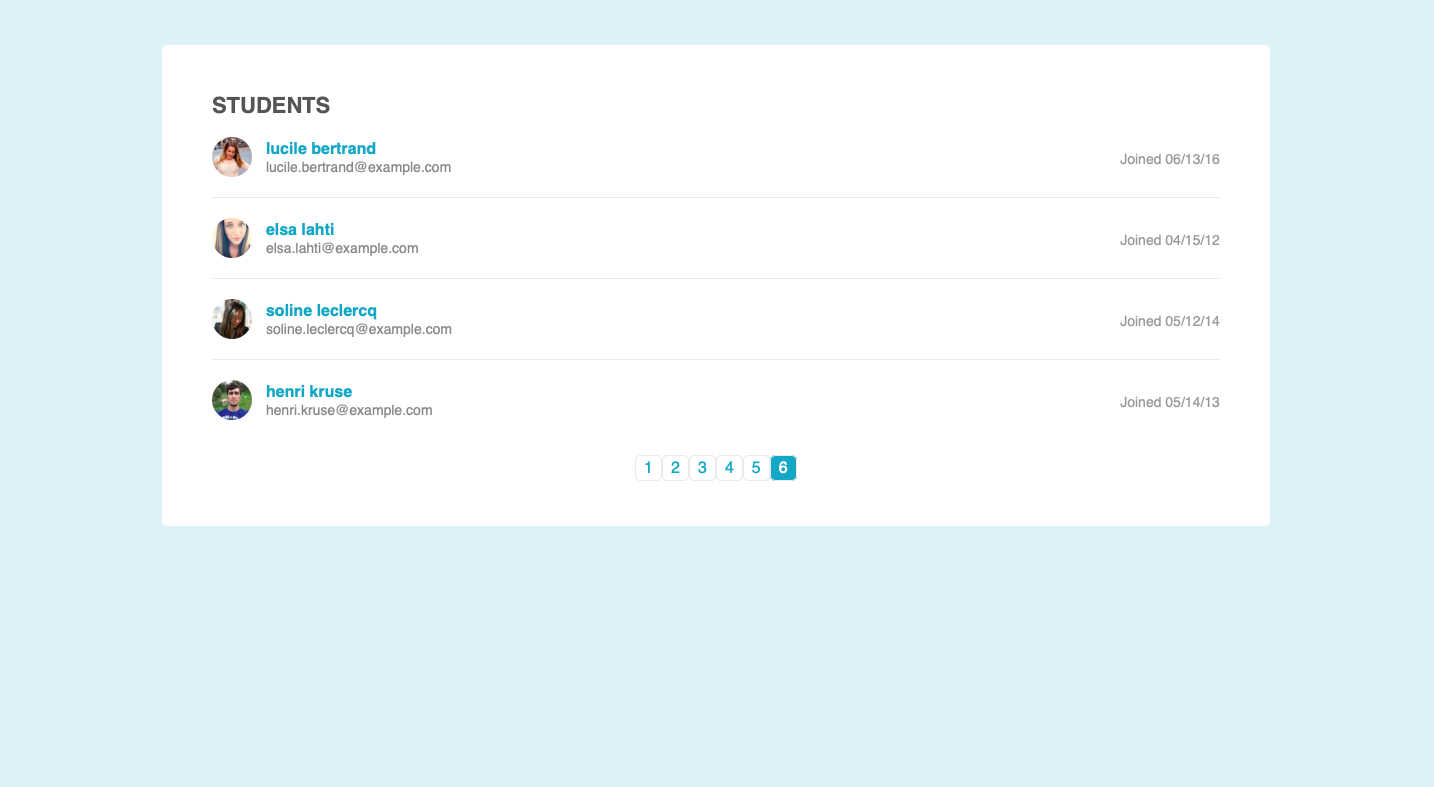 STUDENTS
lucile bertrand
lucile.bertrand@example.com
Joined 06/13/16
elsa lahti
elsa.lahti@example.com
Joined 04/15/12
soline leclercq
soline.leclercq@example.com
Joined 05/12/14
henri kruse
henri.kruse@example.com
Joined 05/14/13
1 2 3 4 5 6